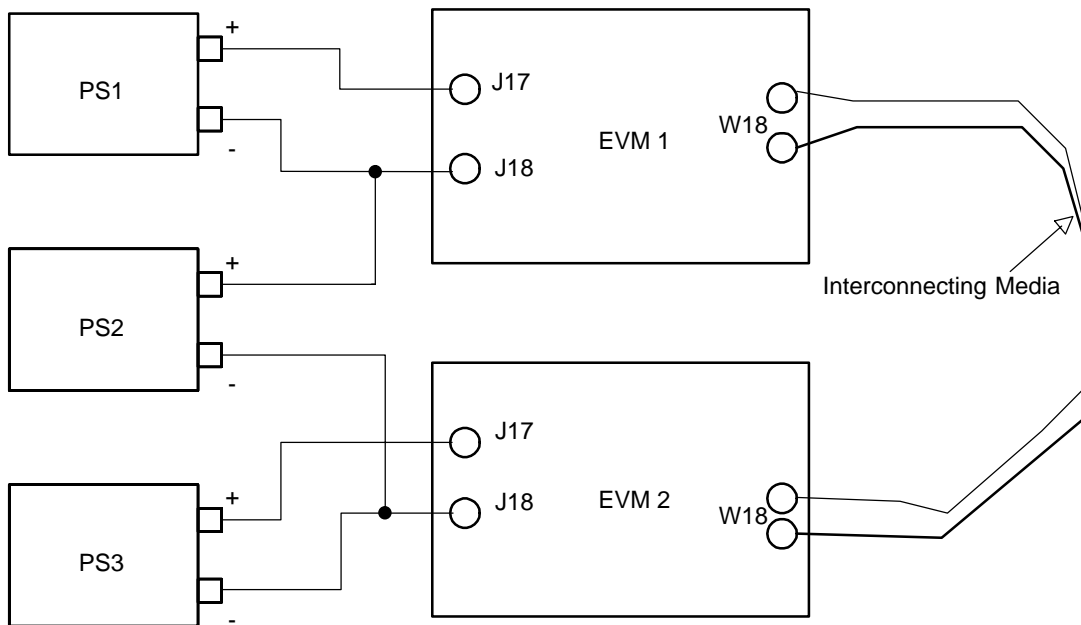 +
PS1
-
J17
J18
EVM 1
W18
Interconnecting Media
+
PS2
-
J17
J18
EVM 2
W18
+
PS3
-